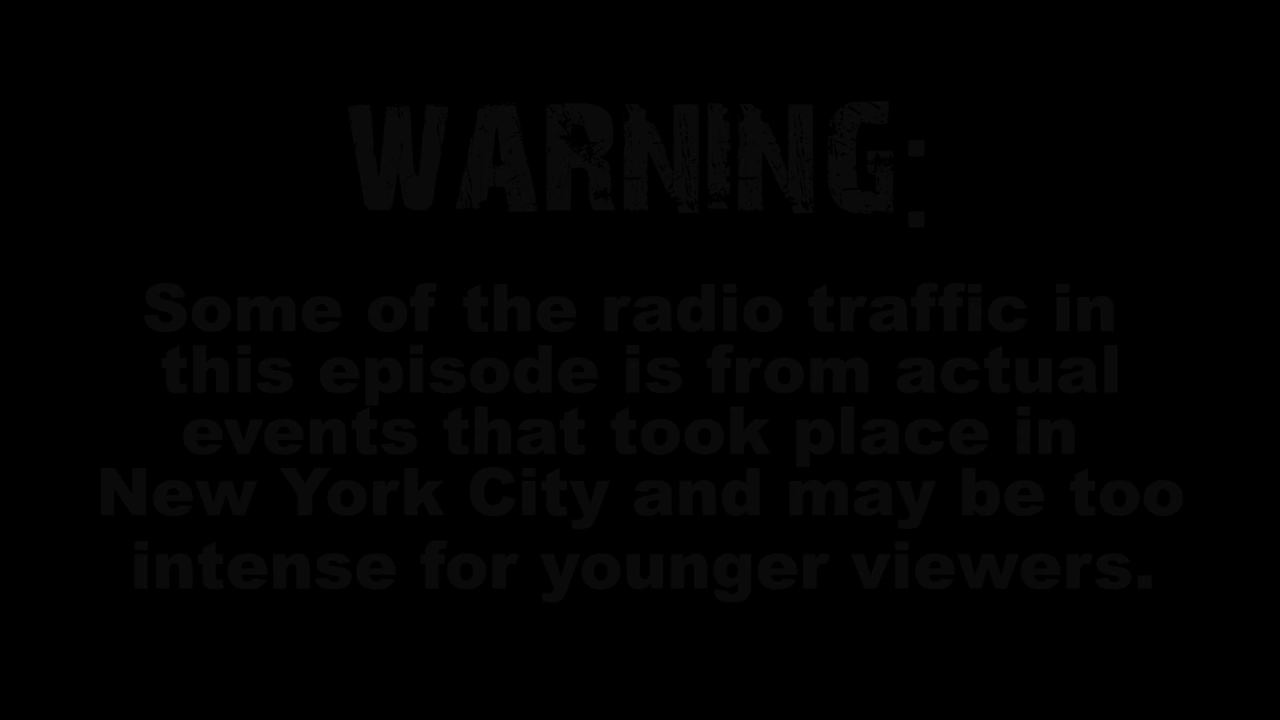 WARNING:
Some of the radio traffic in
this episode is from actual
events that took place in
New York City and may be too
intense for younger viewers.